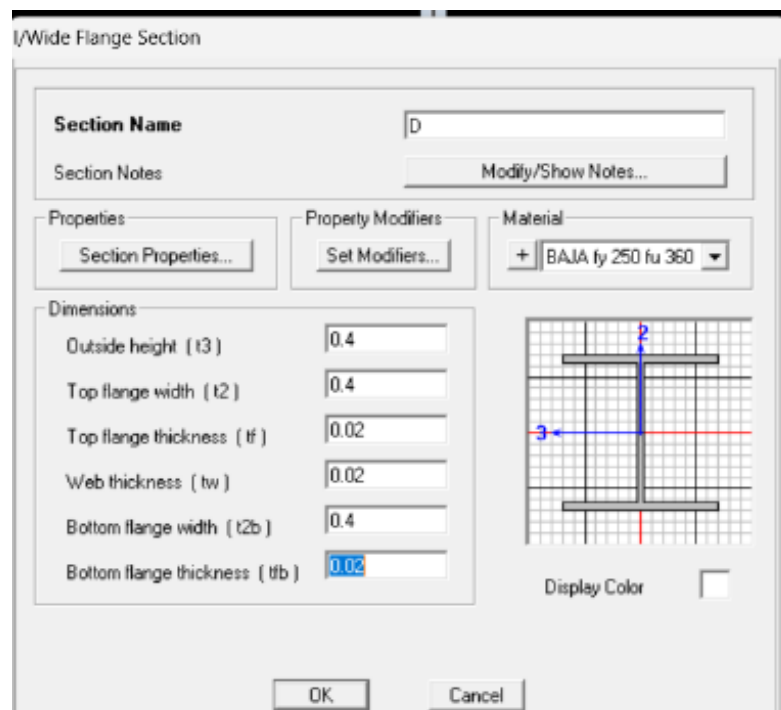 I/Wide Flange Section
Section Name D
Section Notes Modify/Show Notes...
Properties Property Modifiers Material
Section Properties... Set Modifiers... + BAJA fy 250 fu 360
Dimensions
Outside height ( t3 ) 0.4
Top flange width ( t2 ) 0.4
Top flange thickness ( tf ) 0.02
Web thickness ( tw ) 0.02
Bottom flange width ( t2b ) 0.4
Bottom flange thickness ( tfb ) 0.02
2
3
Display Color
OK Cancel